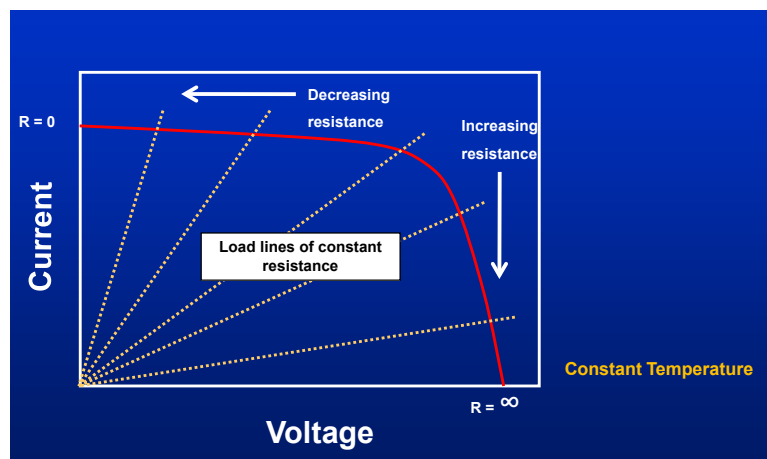 Decreasing
resistance
R = 0
Increasing
resistance
Current
Load lines of constant
resistance
Constant Temperature
R = ∞
Voltage